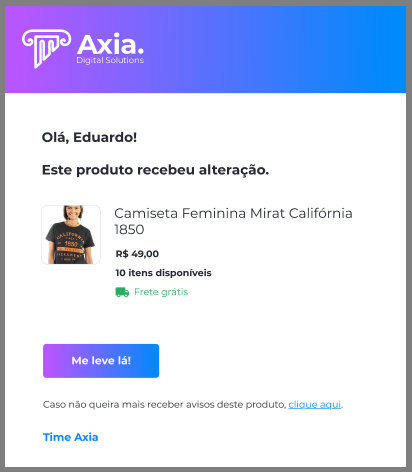 Axia.
Digital Solutions
Olá, Eduardo!
Este produto recebeu alteração.
Camiseta Feminina Mirat Califórnia
1850
R$ 49,00
10 itens disponíveis
Frete grátis
CALIFORNIA
1850
Me leve lá!
Caso não queira mais receber avisos deste produto, clique aqui.
Time Axia